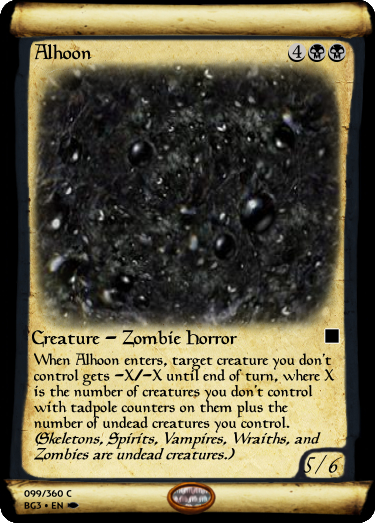 Alhoon 4
Creature – Zombie Horror
When Alhoon enters, target creature you don't
control gets –X/–X until end of turn, where X
is the number of creatures you don't control
with tadpole counters on them plus the
number of undead creatures you control.
(Skeletons, Spirits, Vampires, Wraiths, and
Zombies are undead creatures.)
5/6
099/360 C
BG3 • EN